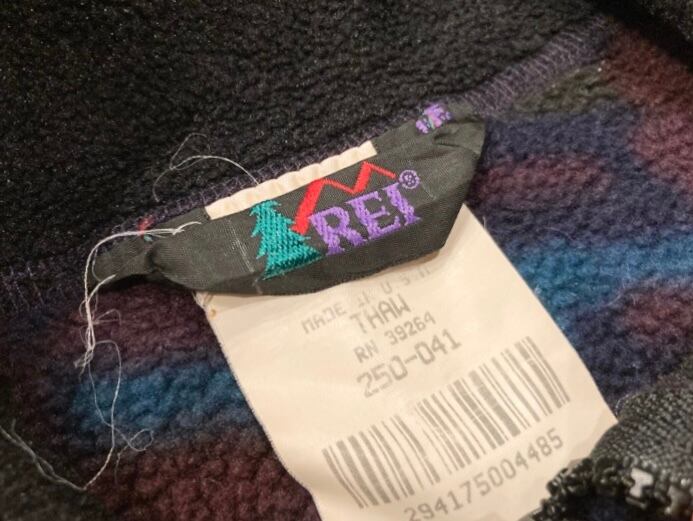 REI®
MADE IN U.S.A
THAW
RN 39264
250-041
294175004485